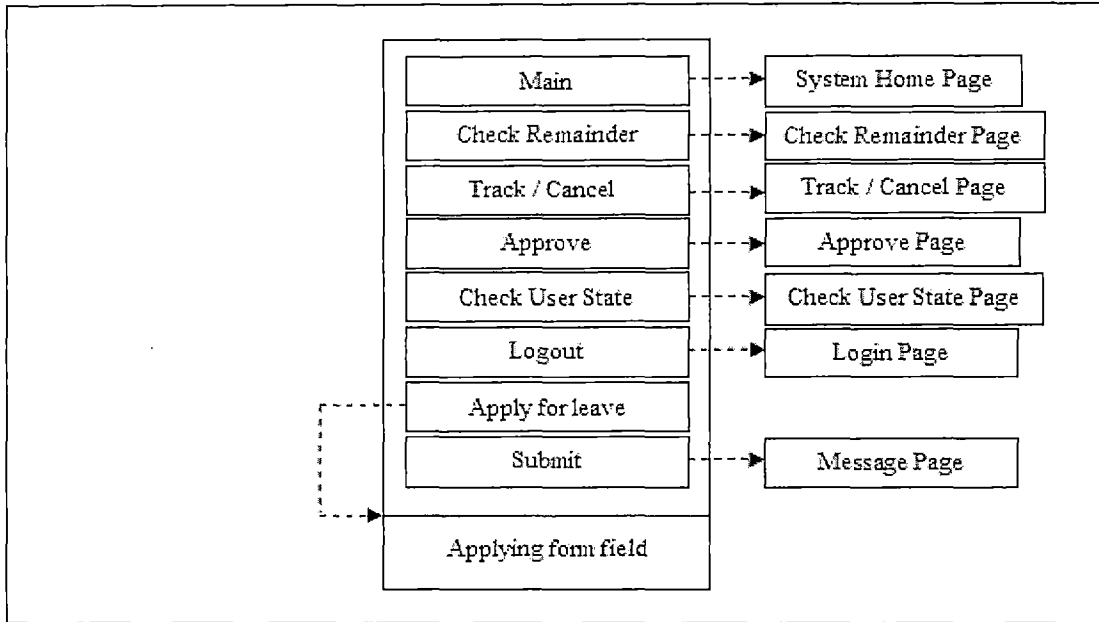 Main
System Home Page
Check Remainder
Check Remainder Page
Track / Cancel
Track / Cancel Page
Approve
Approve Page
Check User State
Check User State Page
Logout
Login Page
Apply for leave
Submit
Message Page
Applying form field